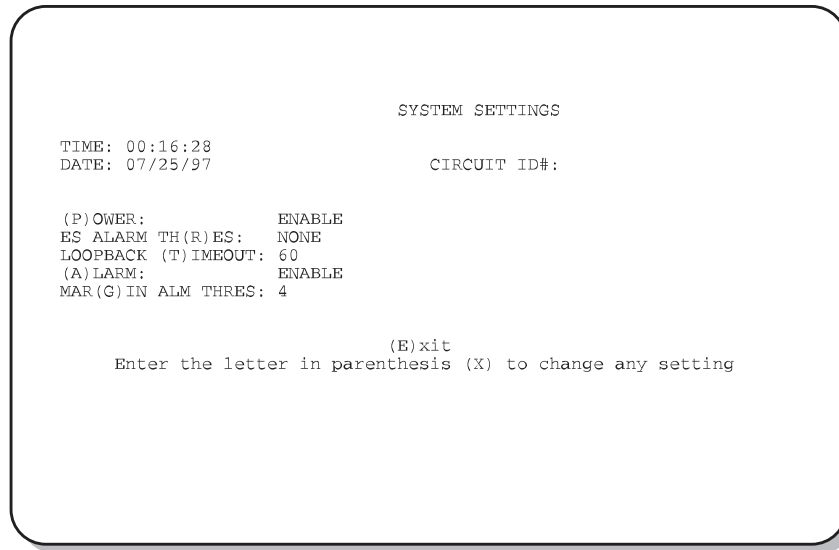 SYSTEM SETTINGS
TIME: 00:16:28
DATE: 07/25/97 CIRCUIT ID#:
(P)OWER: ENABLE
ES ALARM TH(R)ES: NONE
LOOPBACK (T)IMEOUT: 60
(A)LARM: ENABLE
MAR(G)IN ALM THRES: 4
(E)xit
Enter the letter in parenthesis (X) to change any setting